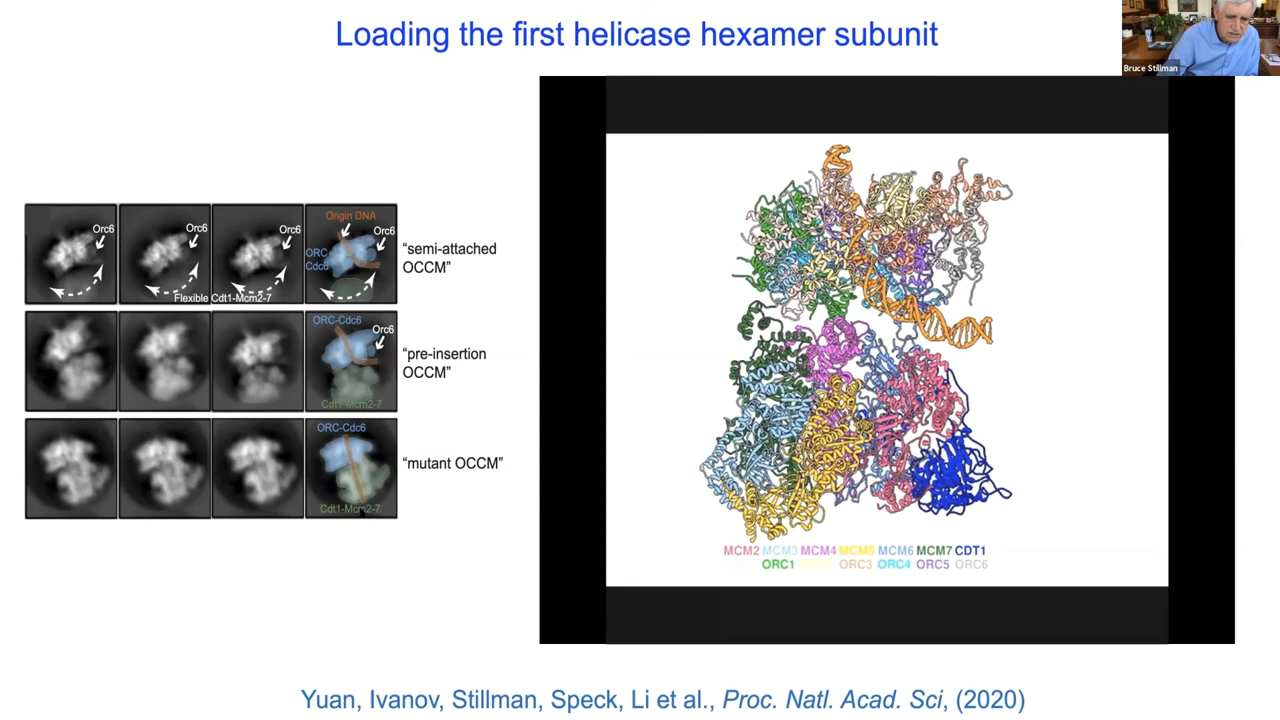 Loading the first helicase hexamer subunit
Bruce Stillman
Orc6
Orc6
Orc6
Origin DNA
Orc6
ORC
Cdc6
Flexible Cdt1-Mcm2-7
"semi-attached
OCCM"
ORC-Cdc6
Orc6
Cdt1-Mcm2-7
"pre-insertion
OCCM"
ORC-Cdc6
Cdt1-Mcm2-7
"mutant OCCM"
MCM2 MCM3 MCM4 MCM5 MCM6 MCM7 CDT1
ORC1 ORC3 ORC4 ORC5 ORC6
Yuan, Ivanov, Stillman, Speck, Li et al., Proc. Natl. Acad. Sci, (2020)